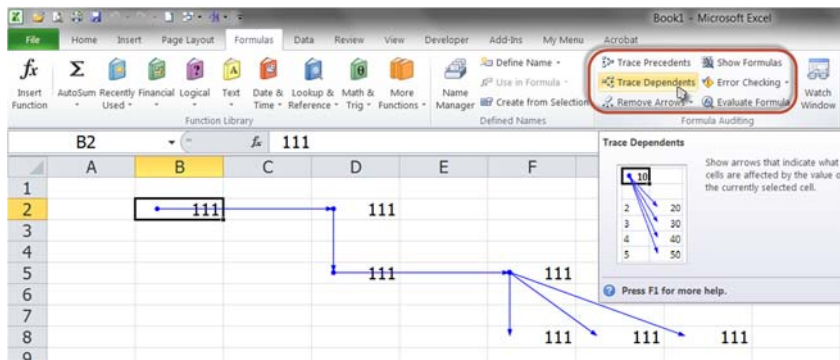 Book1 - Microsoft Excel
File Home Insert Page Layout Formulas Data Review View Developer Add-Ins My Menu Acrobat
fx Σ A ? θ
Insert Function
AutoSum Recently Used Financial Logical Text Date & Time Lookup & Reference Math & Trig More Functions
Function Library
Name Manager
Define Name
Use in Formula
Create from Selection
Defined Names
Trace Precedents Show Formulas
Trace Dependents Error Checking
Remove Arrows Evaluate Formula
Formula Auditing
Watch Window
B2 fx 111
A B C D E F
1
2 111 111
3
4
5 111 111
6
7
8 111 111 111
9
Trace Dependents
Show arrows that indicate what
cells are affected by the value o
the currently selected cell.
10
2 20
3 30
4 40
5 50
Press F1 for more help.